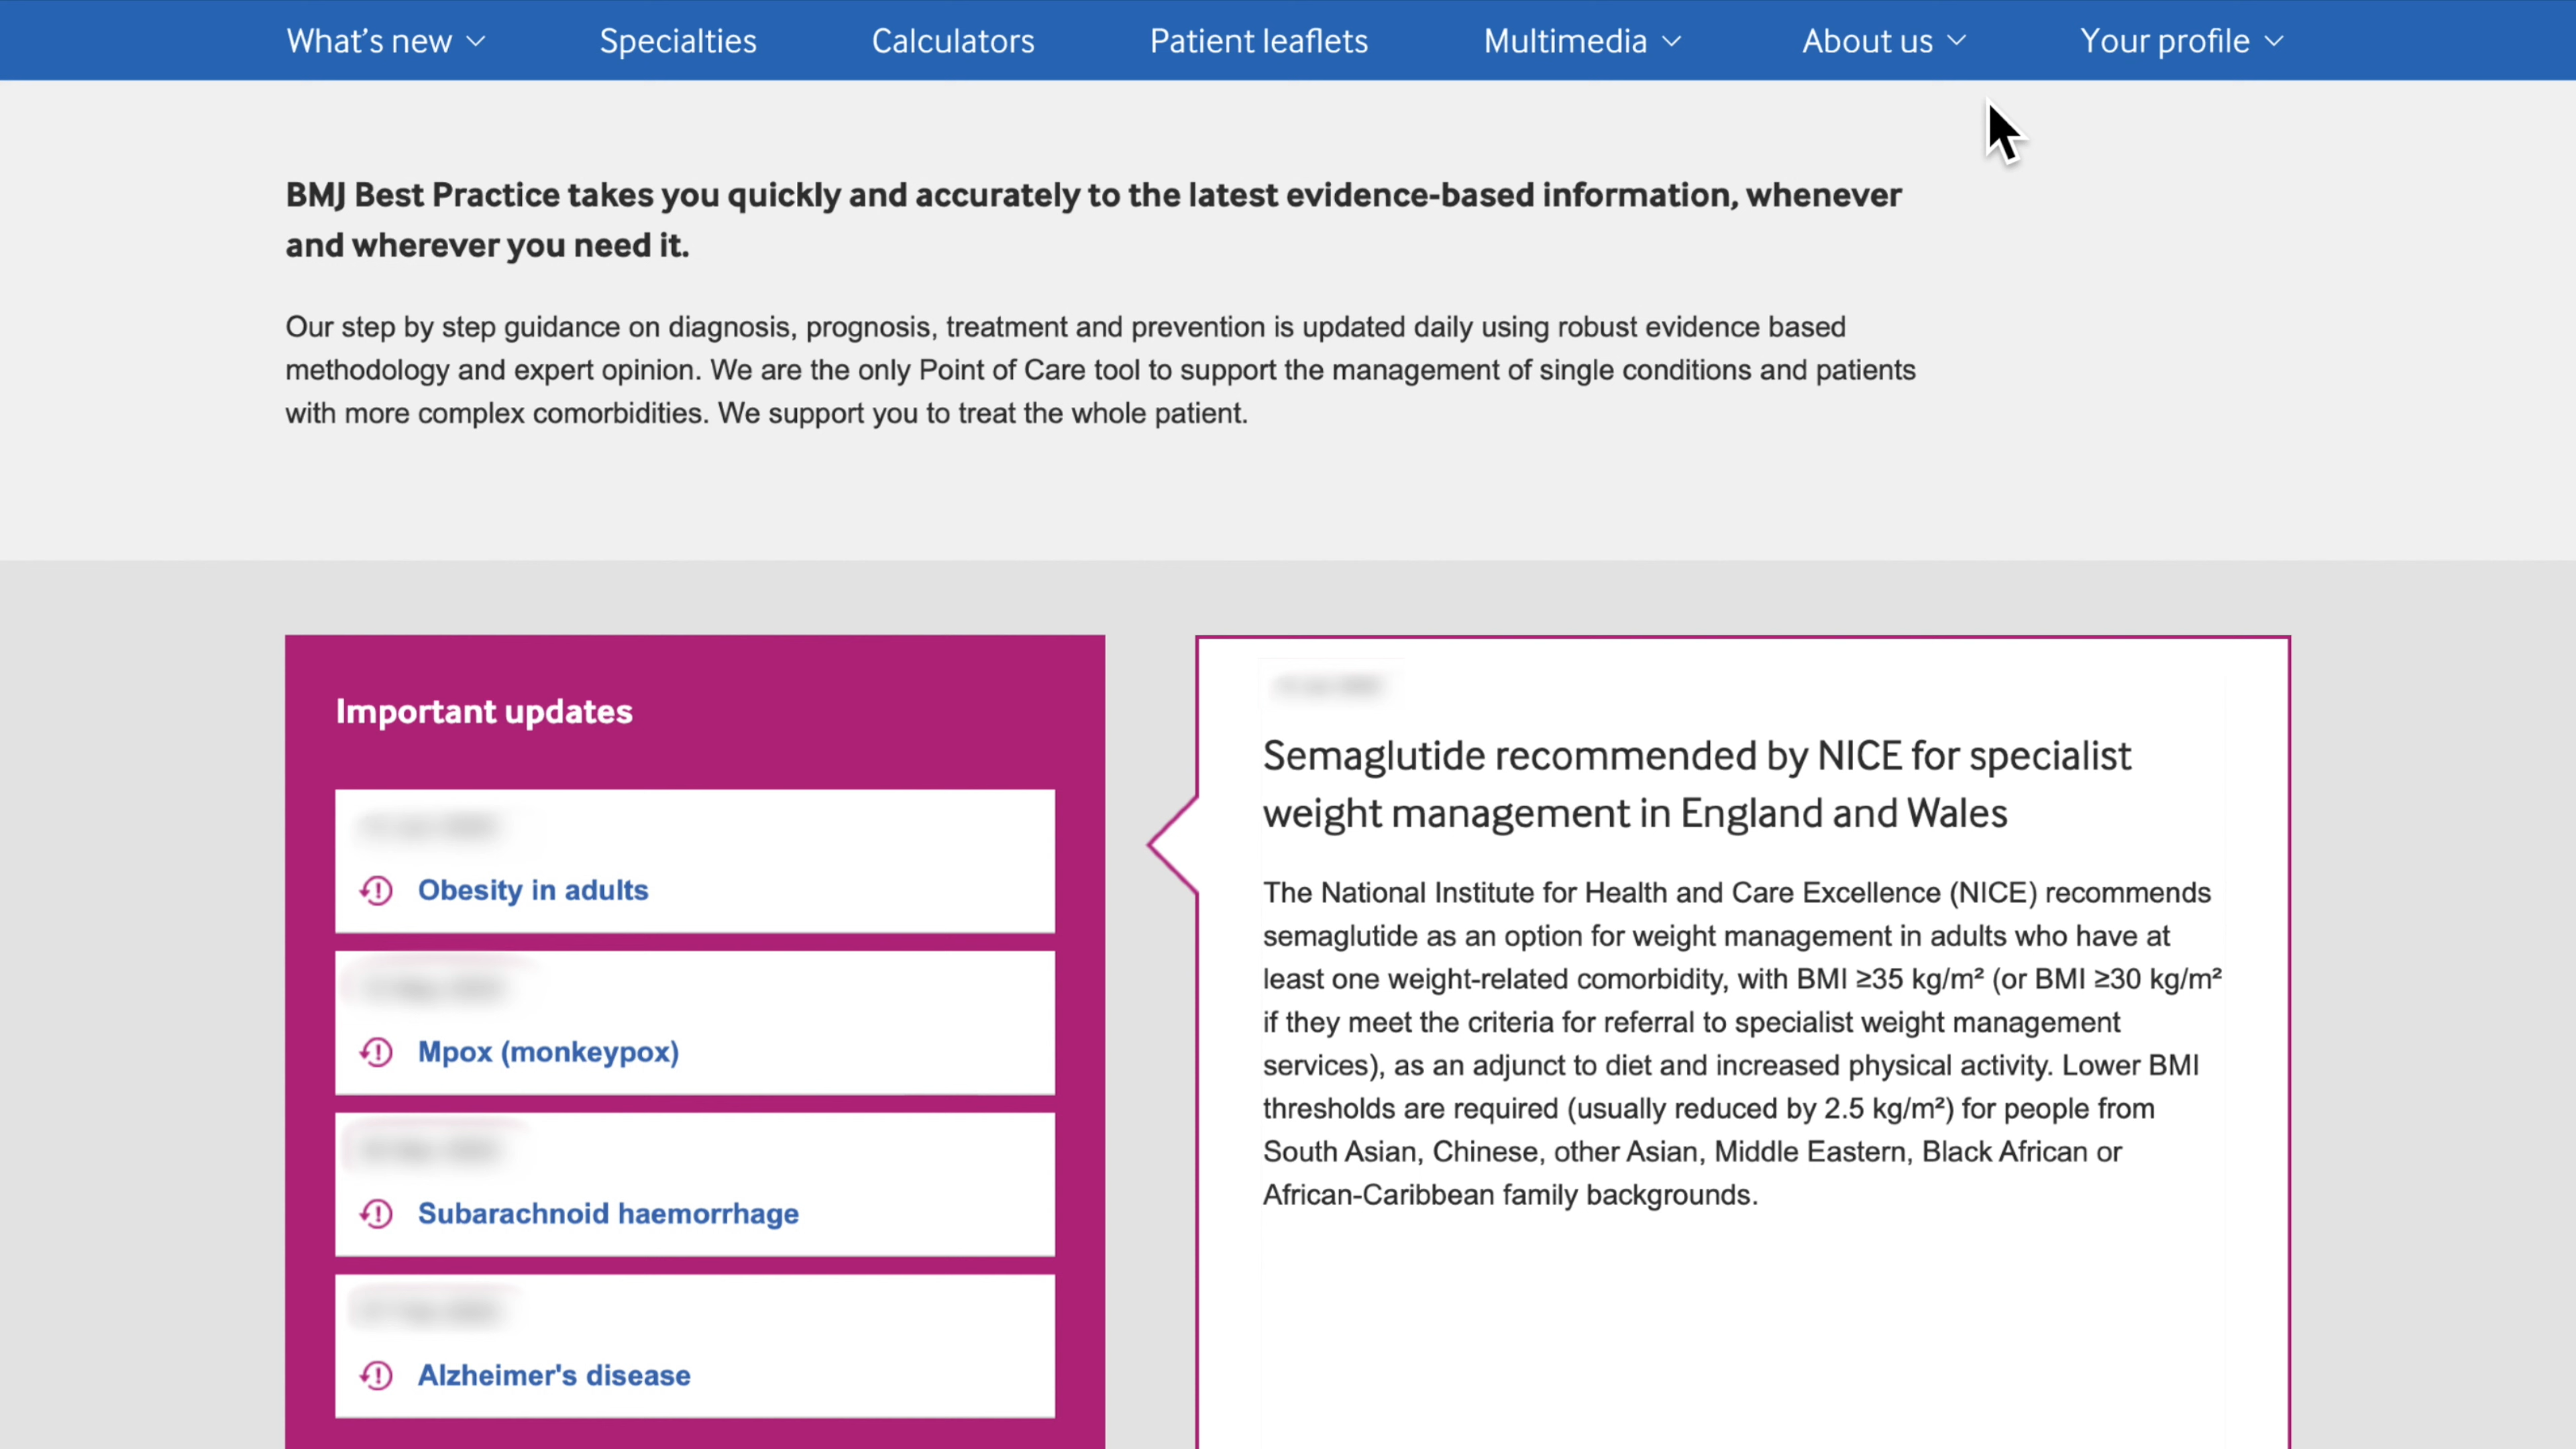 What's new
Specialties
Calculators
Patient leaflets
Multimedia
About us
Your profile
BMJ Best Practice takes you quickly and accurately to the latest evidence-based information, whenever
and wherever you need it.
Our step by step guidance on diagnosis, prognosis, treatment and prevention is updated daily using robust evidence based
methodology and expert opinion. We are the only Point of Care tool to support the management of single conditions and patients
with more complex comorbidities. We support you to treat the whole patient.
Important updates
Obesity in adults
Mpox (monkeypox)
Subarachnoid haemorrhage
Alzheimer's disease
Semaglutide recommended by NICE for specialist
weight management in England and Wales
The National Institute for Health and Care Excellence (NICE) recommends
semaglutide as an option for weight management in adults who have at
least one weight-related comorbidity, with BMI ≥35 kg/m² (or BMI ≥30 kg/m²
if they meet the criteria for referral to specialist weight management
services), as an adjunct to diet and increased physical activity. Lower BMI
thresholds are required (usually reduced by 2.5 kg/m²) for people from
South Asian, Chinese, other Asian, Middle Eastern, Black African or
African-Caribbean family backgrounds.